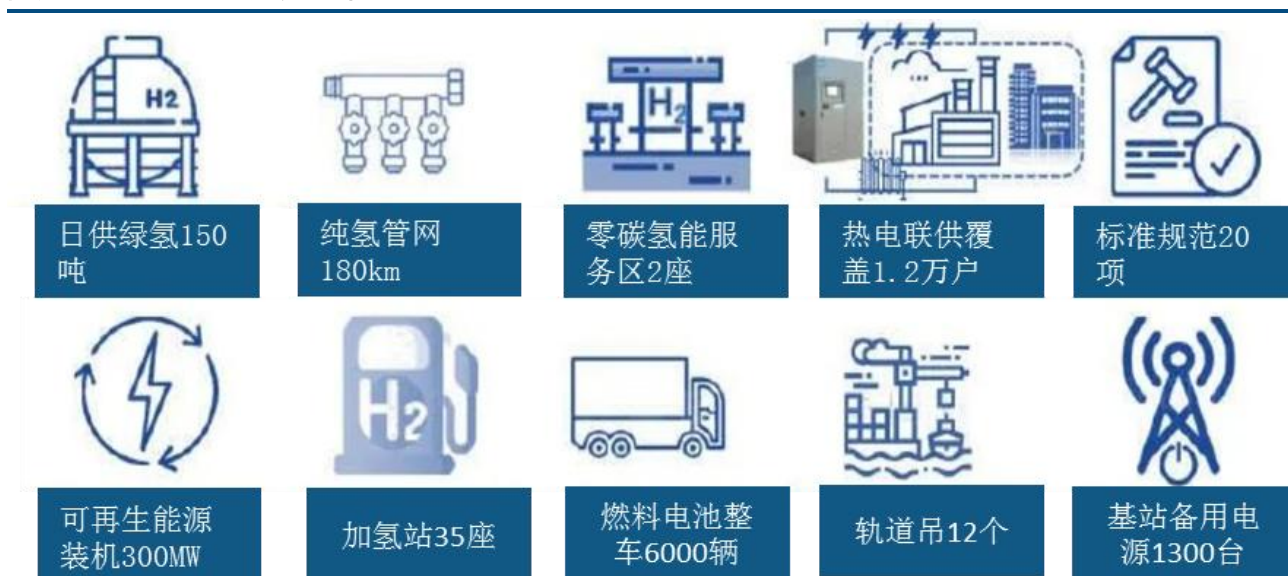 H2
H2
日供绿氢150
吨
纯氢管网
180km
零碳氢能服
务区2座
热电联供覆
盖1.2万户
标准规范20
项
H2
可再生能源
装机300MW
加氢站35座
燃料电池整
车6000辆
轨道吊12个
基站备用电
源1300台